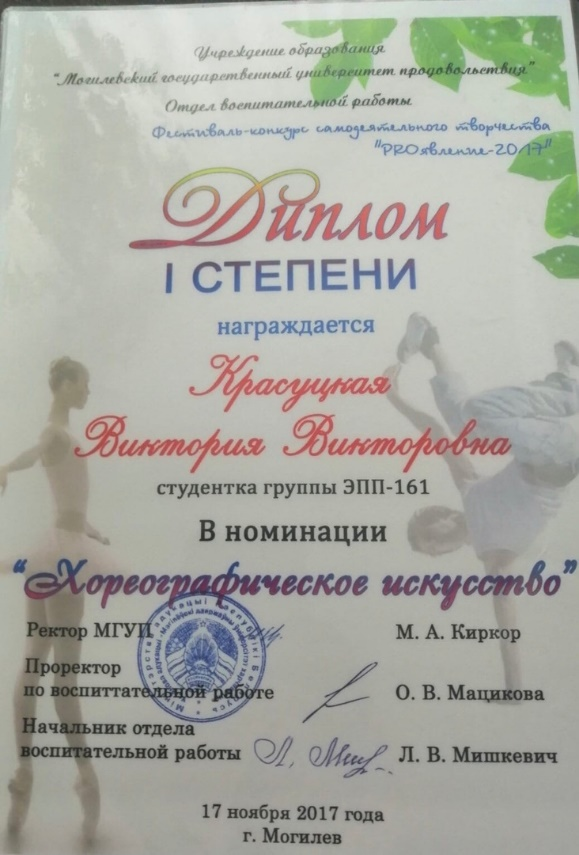 Учреждение образования
"Могилевский государственный университет продовольствия"
Отдел воспитательной работы
Фестиваль-конкурс самодеятельного творчества
"PROявление-2017"
Диплом
I СТЕПЕНИ
награждается
Красуцкая
Виктория Викторовна
студентка группы ЭПП-161
В номинации
“Хореографическое искусство”
Ректор МГУП М. А. Киркор
Проректор
по воспиттательной работе О. В. Мацикова
Начальник отдела
воспитательной работы Л. В. Мишкевич
17 ноября 2017 года
г. Могилев